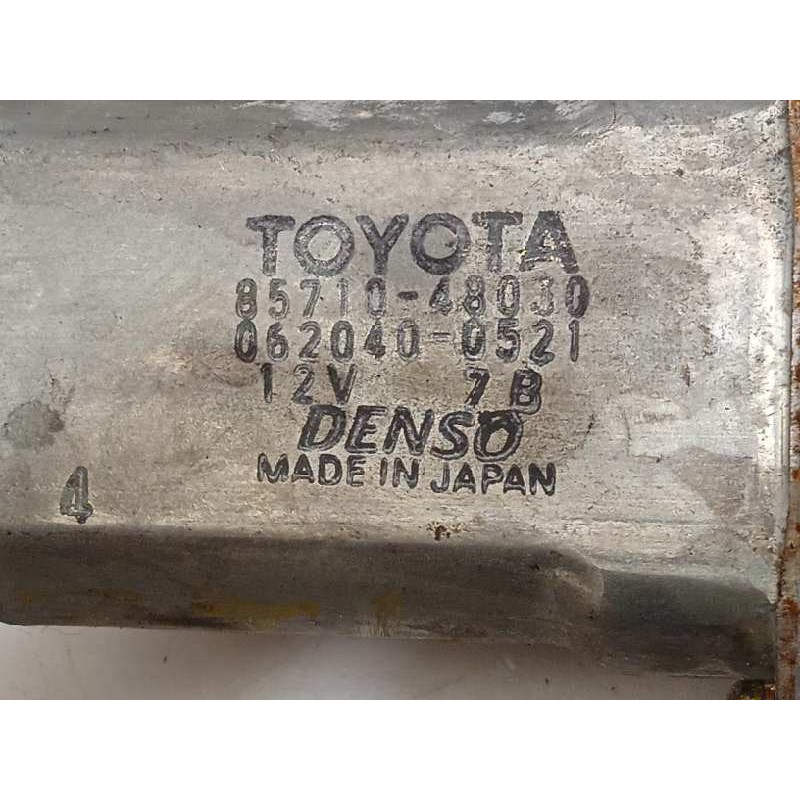 TOYOTA
85710-48030
062040-0521
12V 7B
DENSO
MADE IN JAPAN
4